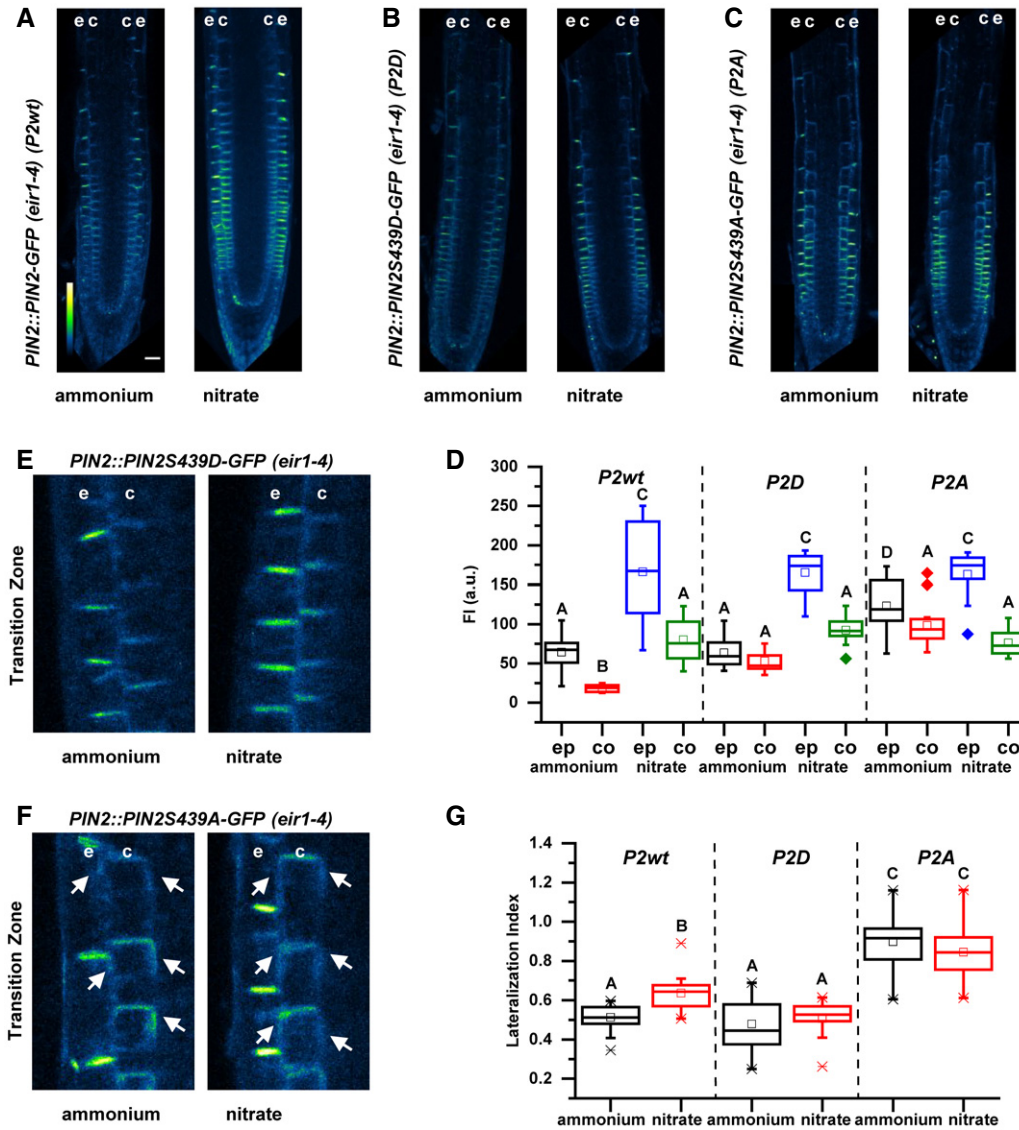 A
PIN2::PIN2-GFP (eir1-4) (P2wt)
e c c e
ammonium
nitrate
B
PIN2::PIN2S439D-GFP (eir1-4) (P2D)
e c c e
ammonium
nitrate
C
PIN2::PIN2S439A-GFP (eir1-4) (P2A)
e c c e
ammonium
nitrate
E
PIN2::PIN2S439D-GFP (eir1-4)
Transition Zone
e c
e c
ammonium
nitrate
D
FI (a.u.)
300
250
200
150
100
50
0
P2wt P2D P2A
A B C A A A C A D A C A
ep co ep co ep co ep co ep co ep co
ammonium nitrate ammonium nitrate ammonium nitrate
F
PIN2::PIN2S439A-GFP (eir1-4)
Transition Zone
e c
e c
ammonium
nitrate
G
Lateralization Index
1.4
1.2
1.0
0.8
0.6
0.4
0.2
P2wt P2D P2A
A B A A C C
ammonium nitrate ammonium nitrate ammonium nitrate